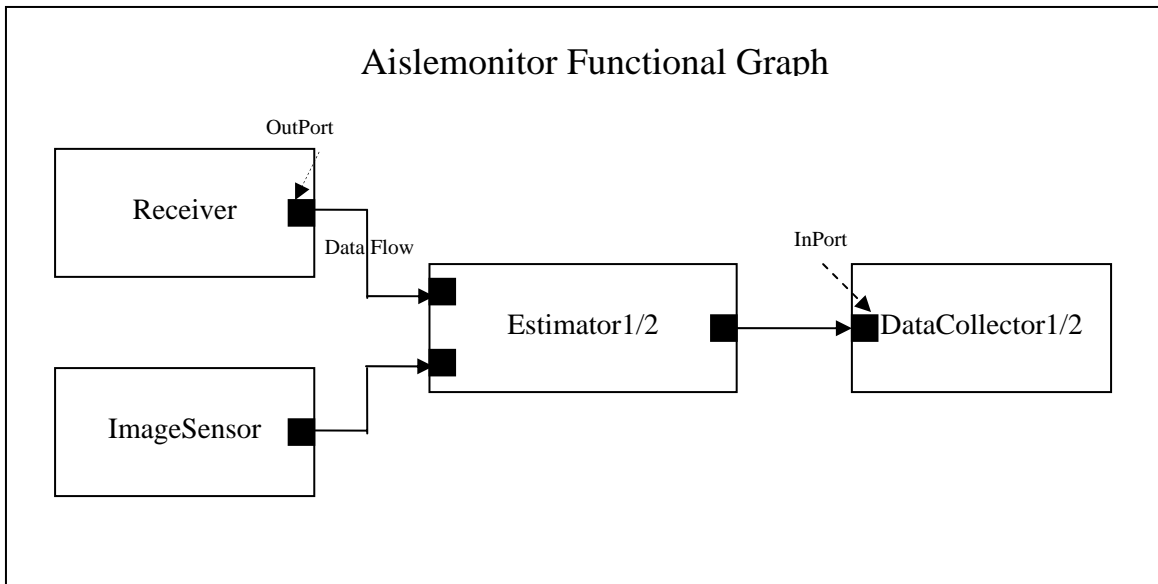 Aislemonitor Functional Graph
OutPort
Receiver
Data Flow
InPort
Estimator1/2
DataCollector1/2
ImageSensor